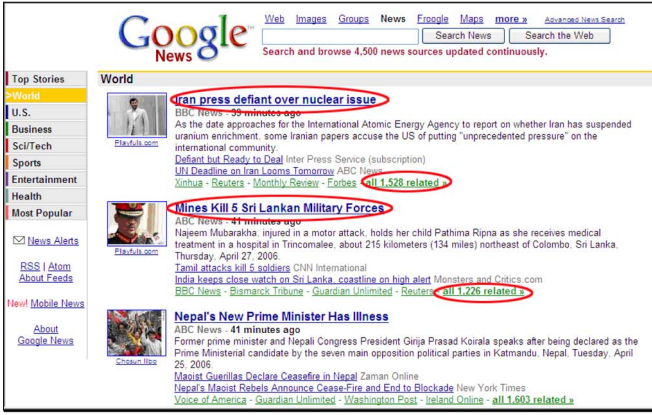 Google News
Web Images Groups News Froogle Maps more » Advanced News Search
Search News Search the Web
Search and browse 4,500 news sources updated continuously.
Top Stories
>World
U.S.
Business
Sci/Tech
Sports
Entertainment
Health
Most Popular
News Alerts
RSS | Atom
About Feeds
New! Mobile News
About
Google News
World
Playfuls.com
Iran press defiant over nuclear issue
BBC News - 39 minutes ago
As the date approaches for the International Atomic Energy Agency to report on whether Iran has suspended
uranium enrichment, some Iranian papers accuse the US of putting "unprecedented pressure" on the
international community.
Defiant but Ready to Deal Inter Press Service (subscription)
UN Deadline on Iran Looms Tomorrow ABC News
Xinhua - Reuters - Monthly Review - Forbes - all 1,528 related »
Playfuls.com
Mines Kill 5 Sri Lankan Military Forces
ABC News - 41 minutes ago
Najeem Mubarakha, injured in a motor attack, holds her child Pathima Ripna as she receives medical
treatment in a hospital in Trincomalee, about 215 kilometers (134 miles) northeast of Colombo, Sri Lanka,
Thursday, April 27, 2006.
Tamil attacks kill 5 soldiers CNN International
India keeps close watch on Sri Lanka, coastline on high alert Monsters and Critics.com
BBC News - Bismarck Tribune - Guardian Unlimited - Reuters - all 1,226 related »
Chosun Ilbo
Nepal's New Prime Minister Has Illness
ABC News - 41 minutes ago
Former prime minister and Nepali Congress President Girija Prasad Koirala speaks after being declared as the
Prime Ministerial candidate by the seven main opposition political parties in Katmandu, Nepal, Tuesday, April
25, 2006.
Maoist Guerillas Declare Ceasefire in Nepal Zaman Online
Nepal's Maoist Rebels Announce Cease-Fire and End to Blockade New York Times
Voice of America - Guardian Unlimited - Washington Post - Ireland Online - all 1,603 related »